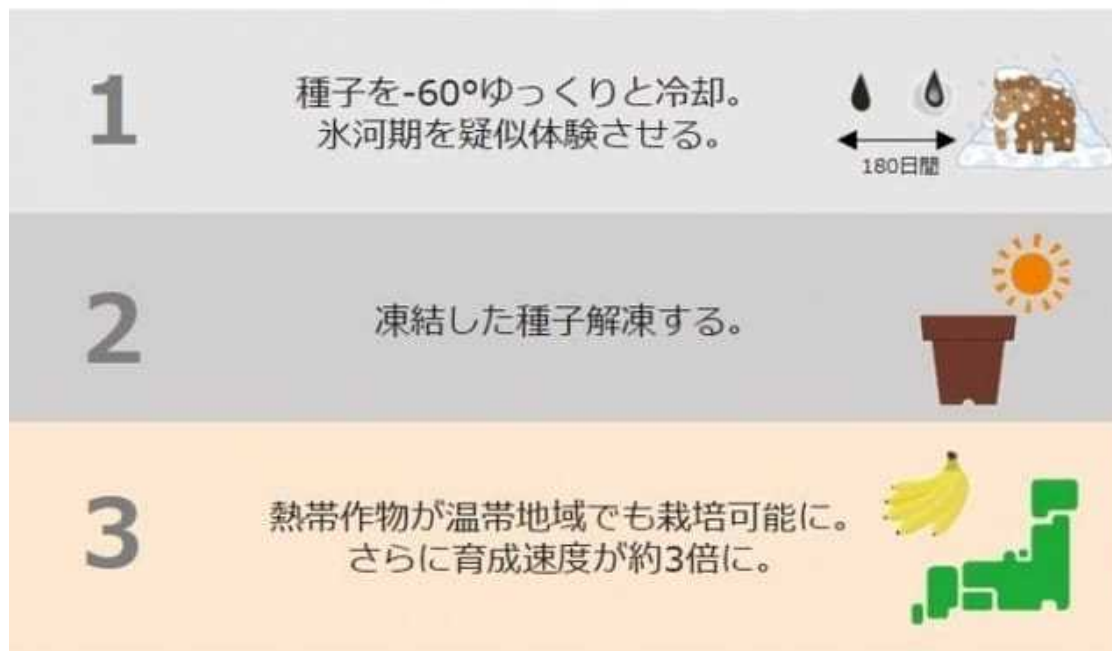 1
種子を-60°ゆっくりと冷却。
氷河期を疑似体験させる。
180日間
2
凍結した種子解凍する。
3
熱帯作物が温帯地域でも栽培可能に。
さらに育成速度が約3倍に。